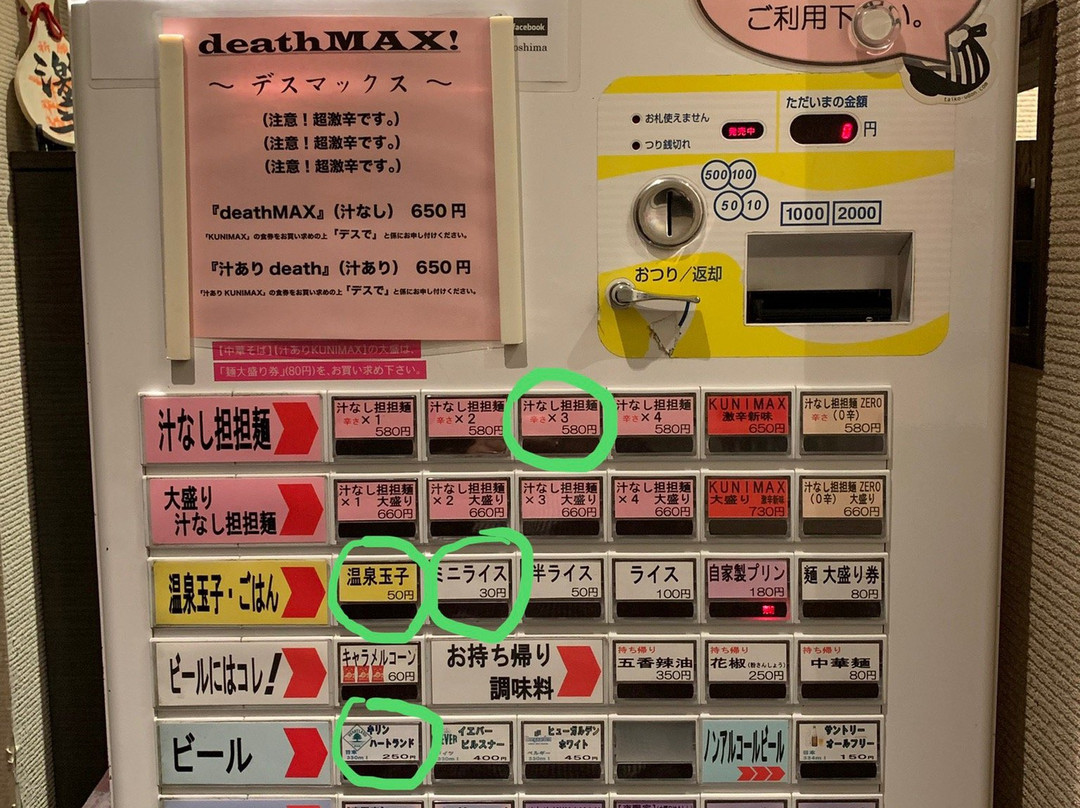 deathMAX!
〜 デスマックス 〜
(注意！超激辛です。)
(注意！超激辛です。)
(注意！超激辛です。)
『deathMAX』(汁なし) 650円
「KUNIMAX」の食券をお買い求めの上「デスで」と係にお申し付けください。
『汁あり death』(汁あり) 650円
「汁あり KUNIMAX」の食券をお買い求めの上「デスで」と係にお申し付けください。
【中華そば】【汁ありKUNIMAX】の大盛は、
「麺大盛り券」(80円)を、お買い求め下さい。
facebook
oshima
ご利用下さい。
taiko-udon.com
お札使えません
つり銭切れ
発売中
ただいまの金額
0 円
500 100
50 10
1000 2000
おつり／返却
汁なし担担麺
汁なし担担麺
辛さ×1
580円
汁なし担担麺
辛さ×2
580円
汁なし担担麺
辛さ×3
580円
汁なし担担麺
辛さ×4
580円
KUNIMAX
激辛新味
650円
汁なし担担麺 ZERO
辛さ(0辛)
580円
大盛り
汁なし担担麺
汁なし担担麺
×1 大盛り
660円
汁なし担担麺
×2 大盛り
660円
汁なし担担麺
×3 大盛り
660円
汁なし担担麺
×4 大盛り
660円
KUNIMAX
大盛り 激辛新味
730円
汁なし担担麺 ZERO
(0辛) 大盛り
660円
温泉玉子・ごはん
温泉玉子
50円
ミニライス
30円
半ライス
50円
ライス
100円
自家製プリン
180円
麺 大盛り券
80円
ビールにはコレ！
キャラメルコーン
60円
お持ち帰り
調味料
持ち帰り
五香辣油
350円
持ち帰り
花椒(粉さんしょう)
250円
持ち帰り
中華麺
80円
ビール
キリン
ハートランド
250円
イエバー
ピルスナー
400円
ヒューガルデン
ホワイト
ベルギー
450円
ノンアルコールビール
サントリー
オールフリー
150円